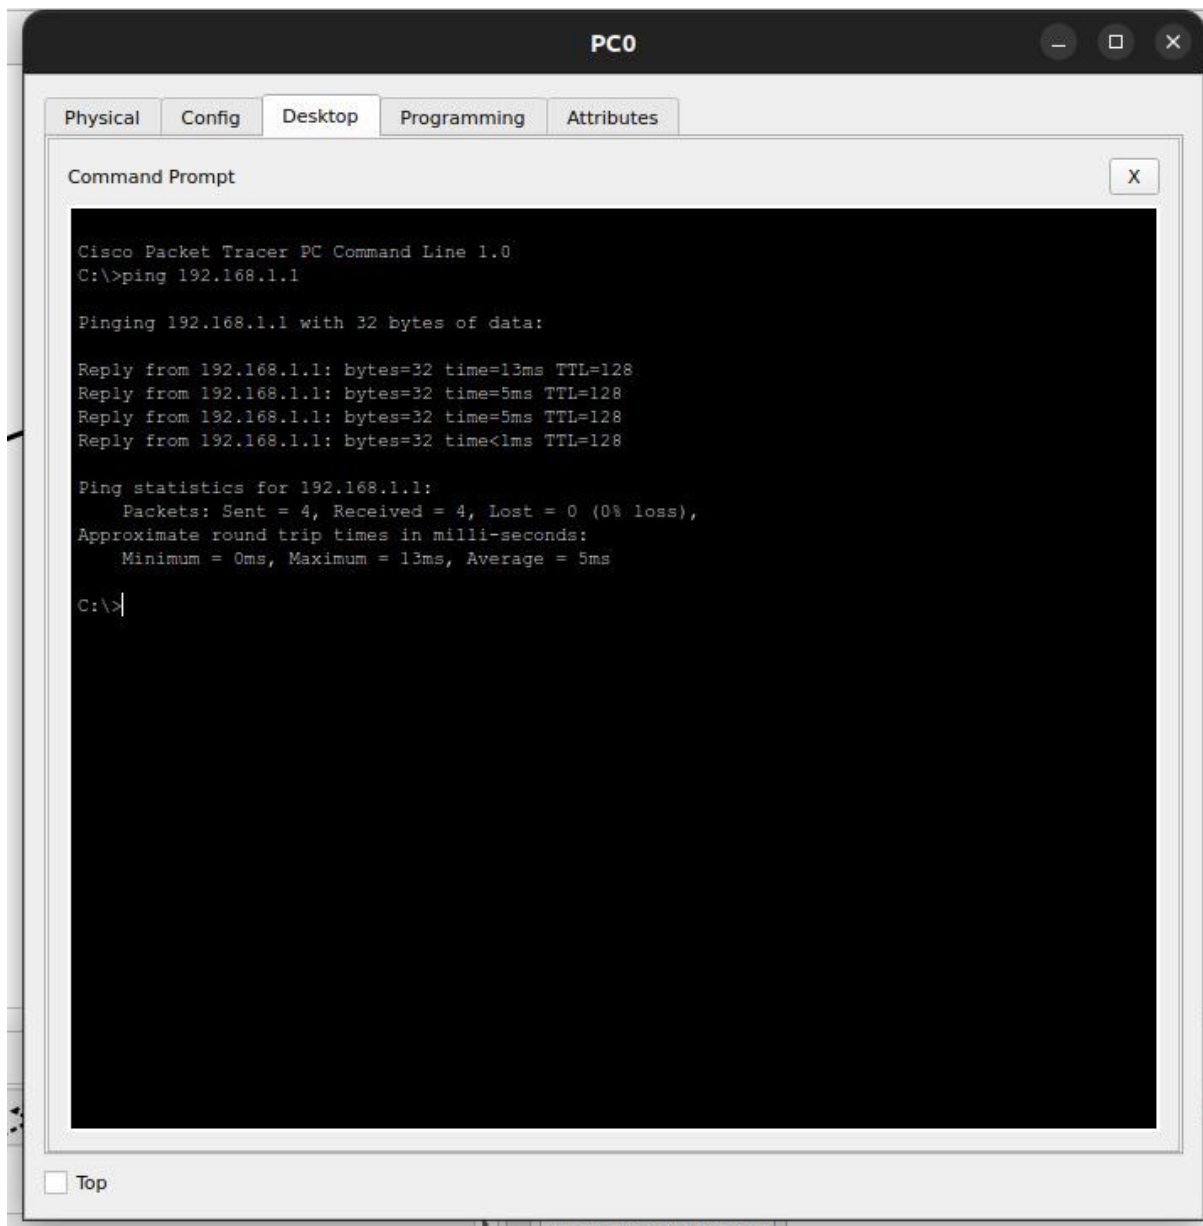 PC0
Physical Config Desktop Programming Attributes
Command Prompt X
Cisco Packet Tracer PC Command Line 1.0
C:\>ping 192.168.1.1
Pinging 192.168.1.1 with 32 bytes of data:
Reply from 192.168.1.1: bytes=32 time=13ms TTL=128
Reply from 192.168.1.1: bytes=32 time=5ms TTL=128
Reply from 192.168.1.1: bytes=32 time=5ms TTL=128
Reply from 192.168.1.1: bytes=32 time<1ms TTL=128
Ping statistics for 192.168.1.1:
Packets: Sent = 4, Received = 4, Lost = 0 (0% loss),
Approximate round trip times in milli-seconds:
Minimum = 0ms, Maximum = 13ms, Average = 5ms
C:\>
Top